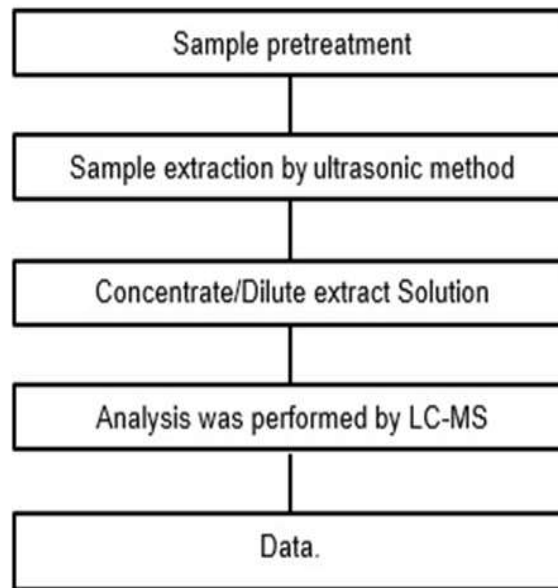 Sample pretreatment
Sample extraction by ultrasonic method
Concentrate/Dilute extract Solution
Analysis was performed by LC-MS
Data.